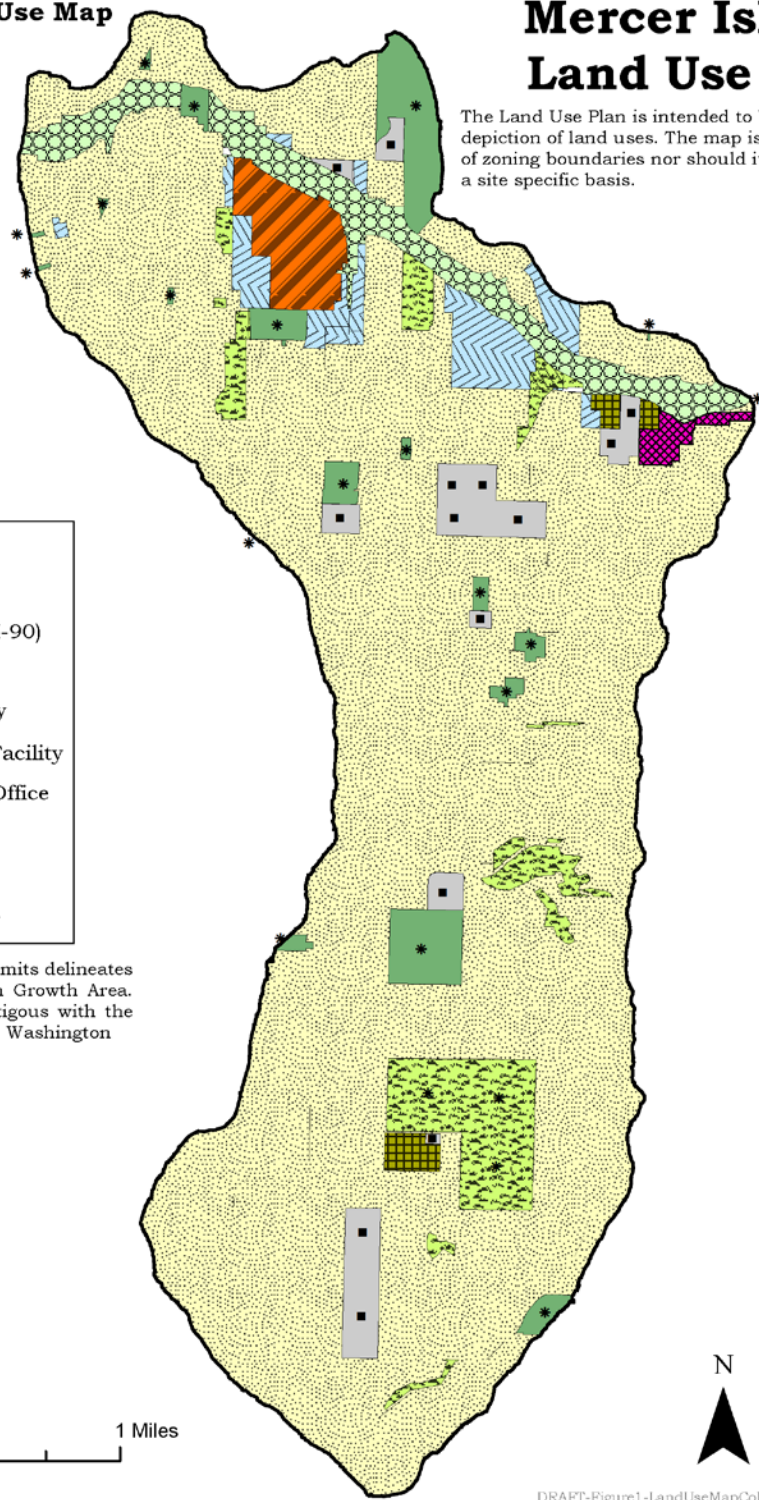 Use Map
Mercer Isl
Land Use
The Land Use Plan is intended to
depiction of land uses. The map is
of zoning boundaries nor should i
a site specific basis.
-90)
y
Facility
Office
mits delineates
n Growth Area.
tigous with the
Washington
1 Miles
N
DRAFT-Figure1-LandUseMapCol